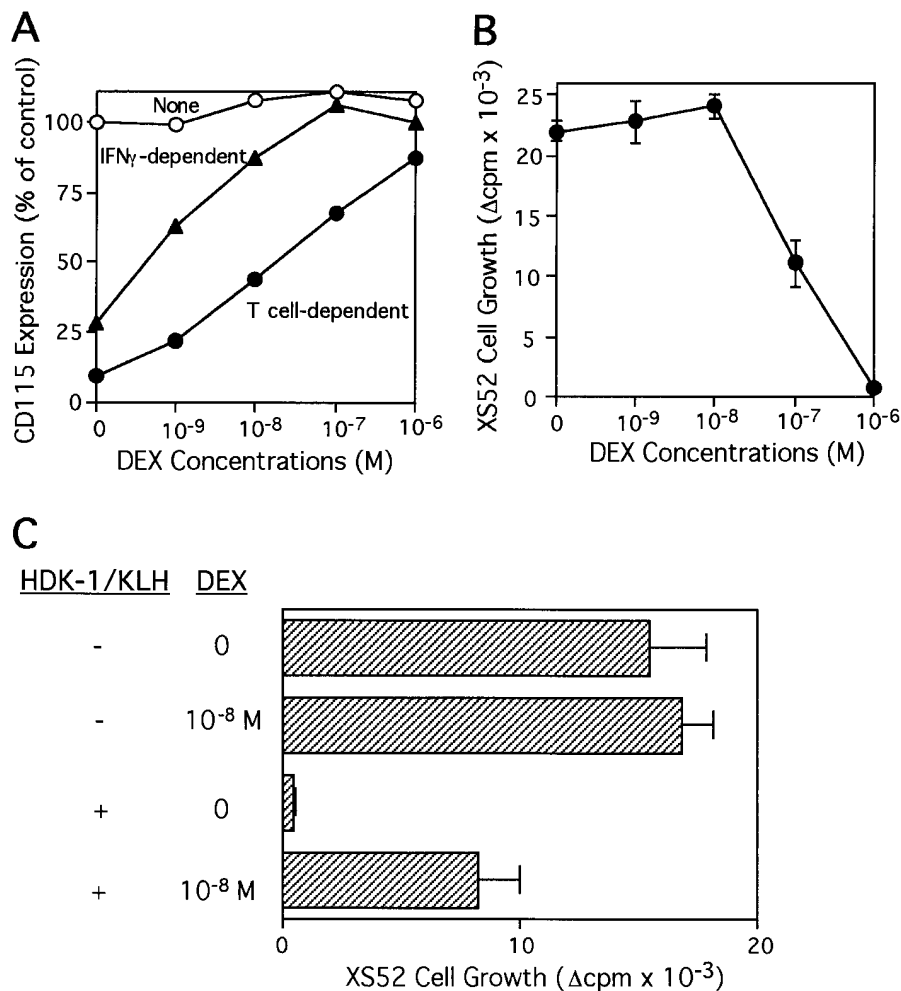 A
CD115 Expression (% of control)
100
75
50
25
0
None
IFNγ-dependent
T cell-dependent
0 10⁻⁹ 10⁻⁸ 10⁻⁷ 10⁻⁶
DEX Concentrations (M)
B
XS52 Cell Growth (Δcpm x 10⁻³)
25
20
15
10
5
0
0 10⁻⁹ 10⁻⁸ 10⁻⁷ 10⁻⁶
DEX Concentrations (M)
C
HDK-1/KLH DEX
- 0
- 10⁻⁸ M
+ 0
+ 10⁻⁸ M
0 10 20
XS52 Cell Growth (Δcpm x 10⁻³)